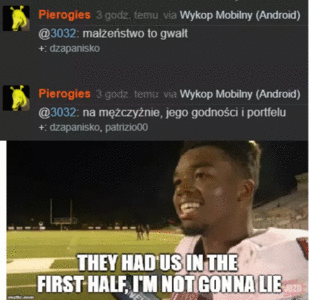 Pierogies 3 godz. temu via Wykop Mobilny (Android)
@3032: małżeństwo to gwałt
+: dzapanisko
Pierogies 3 godz. temu via Wykop Mobilny (Android)
@3032: na mężczyźnie, jego godności i portfelu
+: dzapanisko, patrizio00
THEY HAD US IN THE
FIRST HALF, I'M NOT GONNA LIE